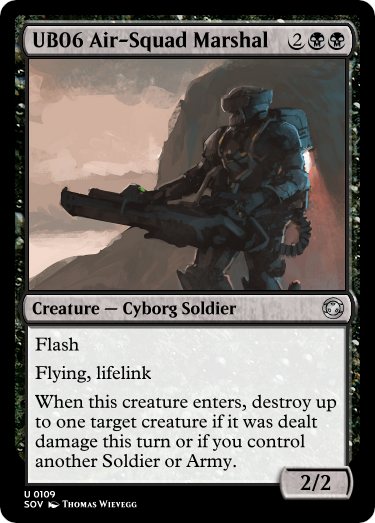 UB06 Air-Squad Marshal 2
Creature — Cyborg Soldier
Flash
Flying, lifelink
When this creature enters, destroy up
to one target creature if it was dealt
damage this turn or if you control
another Soldier or Army.
2/2
U 0109
SOV Thomas Wievegg